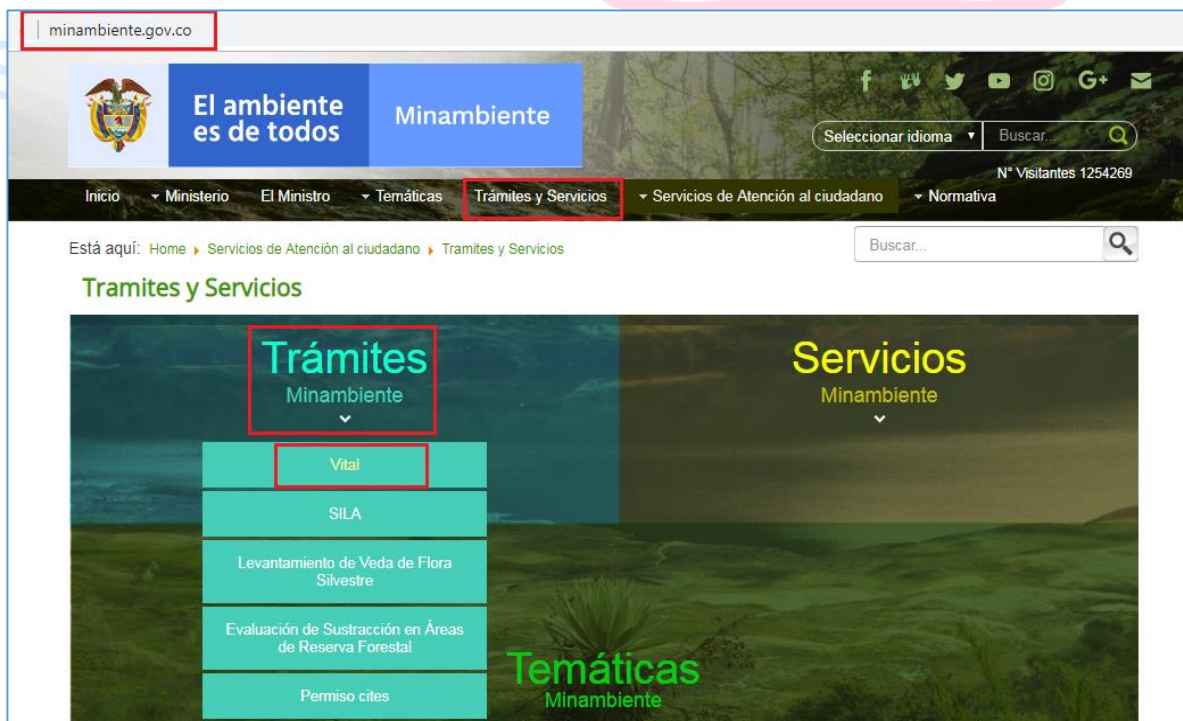 minambiente.gov.co
El ambiente
es de todos
Minambiente
G+
Seleccionar idioma
Buscar...
N° Visitantes 1254269
Inicio Ministerio El Ministro Temáticas Trámites y Servicios Servicios de Atención al ciudadano Normativa
Está aquí: Home Servicios de Atención al ciudadano Tramites y Servicios
Buscar...
Tramites y Servicios
Trámites
Minambiente
Servicios
Minambiente
Vital
SILA
Levantamiento de Veda de Flora
Silvestre
Evaluación de Sustracción en Áreas
de Reserva Forestal
Permiso cites
Temáticas
Minambiente